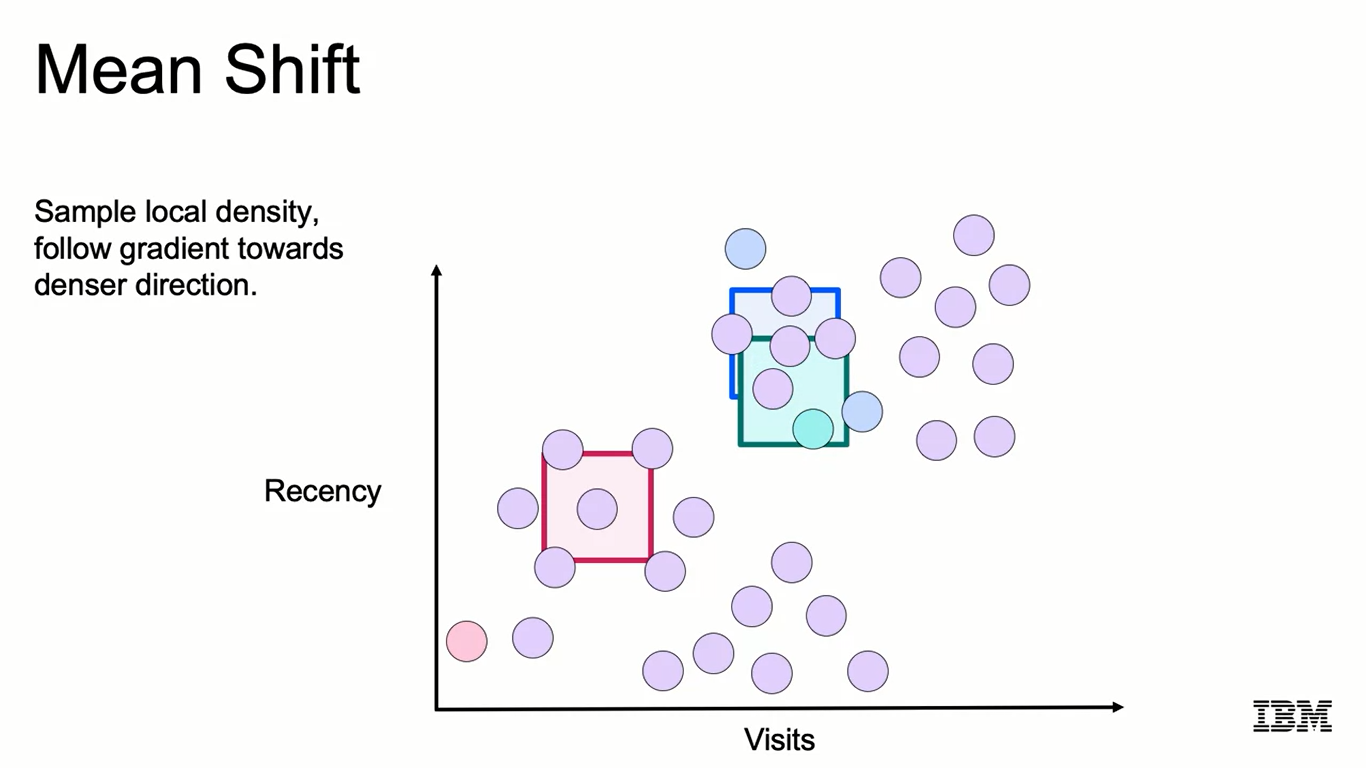 Mean Shift
Sample local density,
follow gradient towards
denser direction.
Recency
Visits
IBM